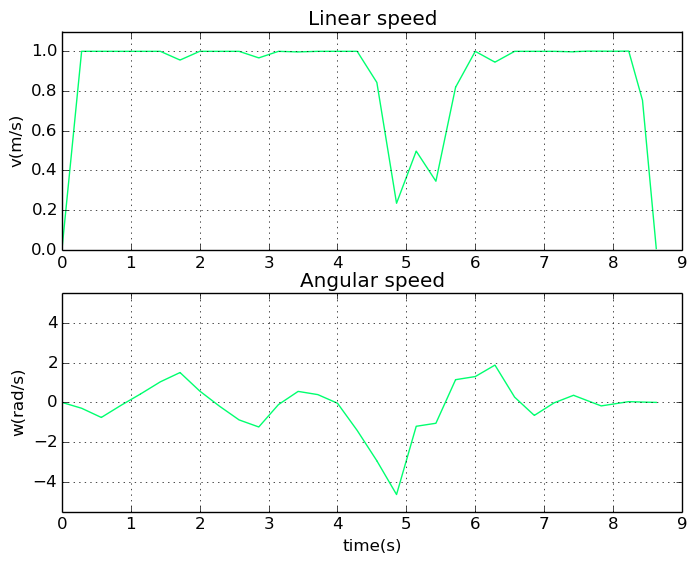 Linear speed
v(m/s)
1.0
0.8
0.6
0.4
0.2
0.0
0 1 2 3 4 5 6 7 8 9
Angular speed
w(rad/s)
4
2
0
−2
−4
0 1 2 3 4 5 6 7 8 9
time(s)